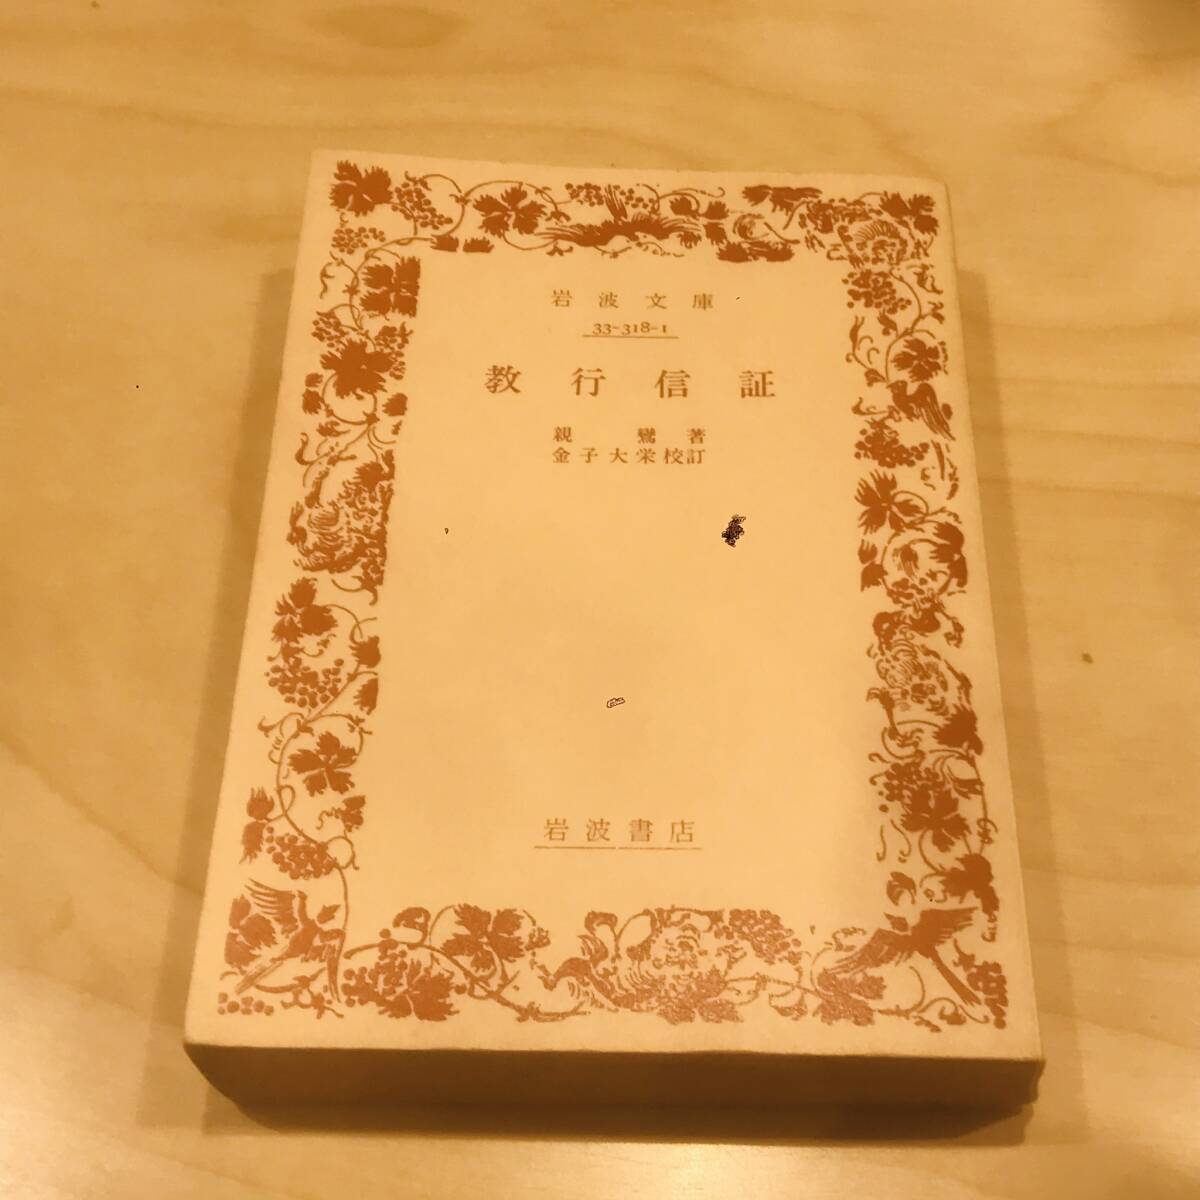 岩波文庫
33-318-1
教行信証
親鸞著
金子大栄校訂
岩波書店